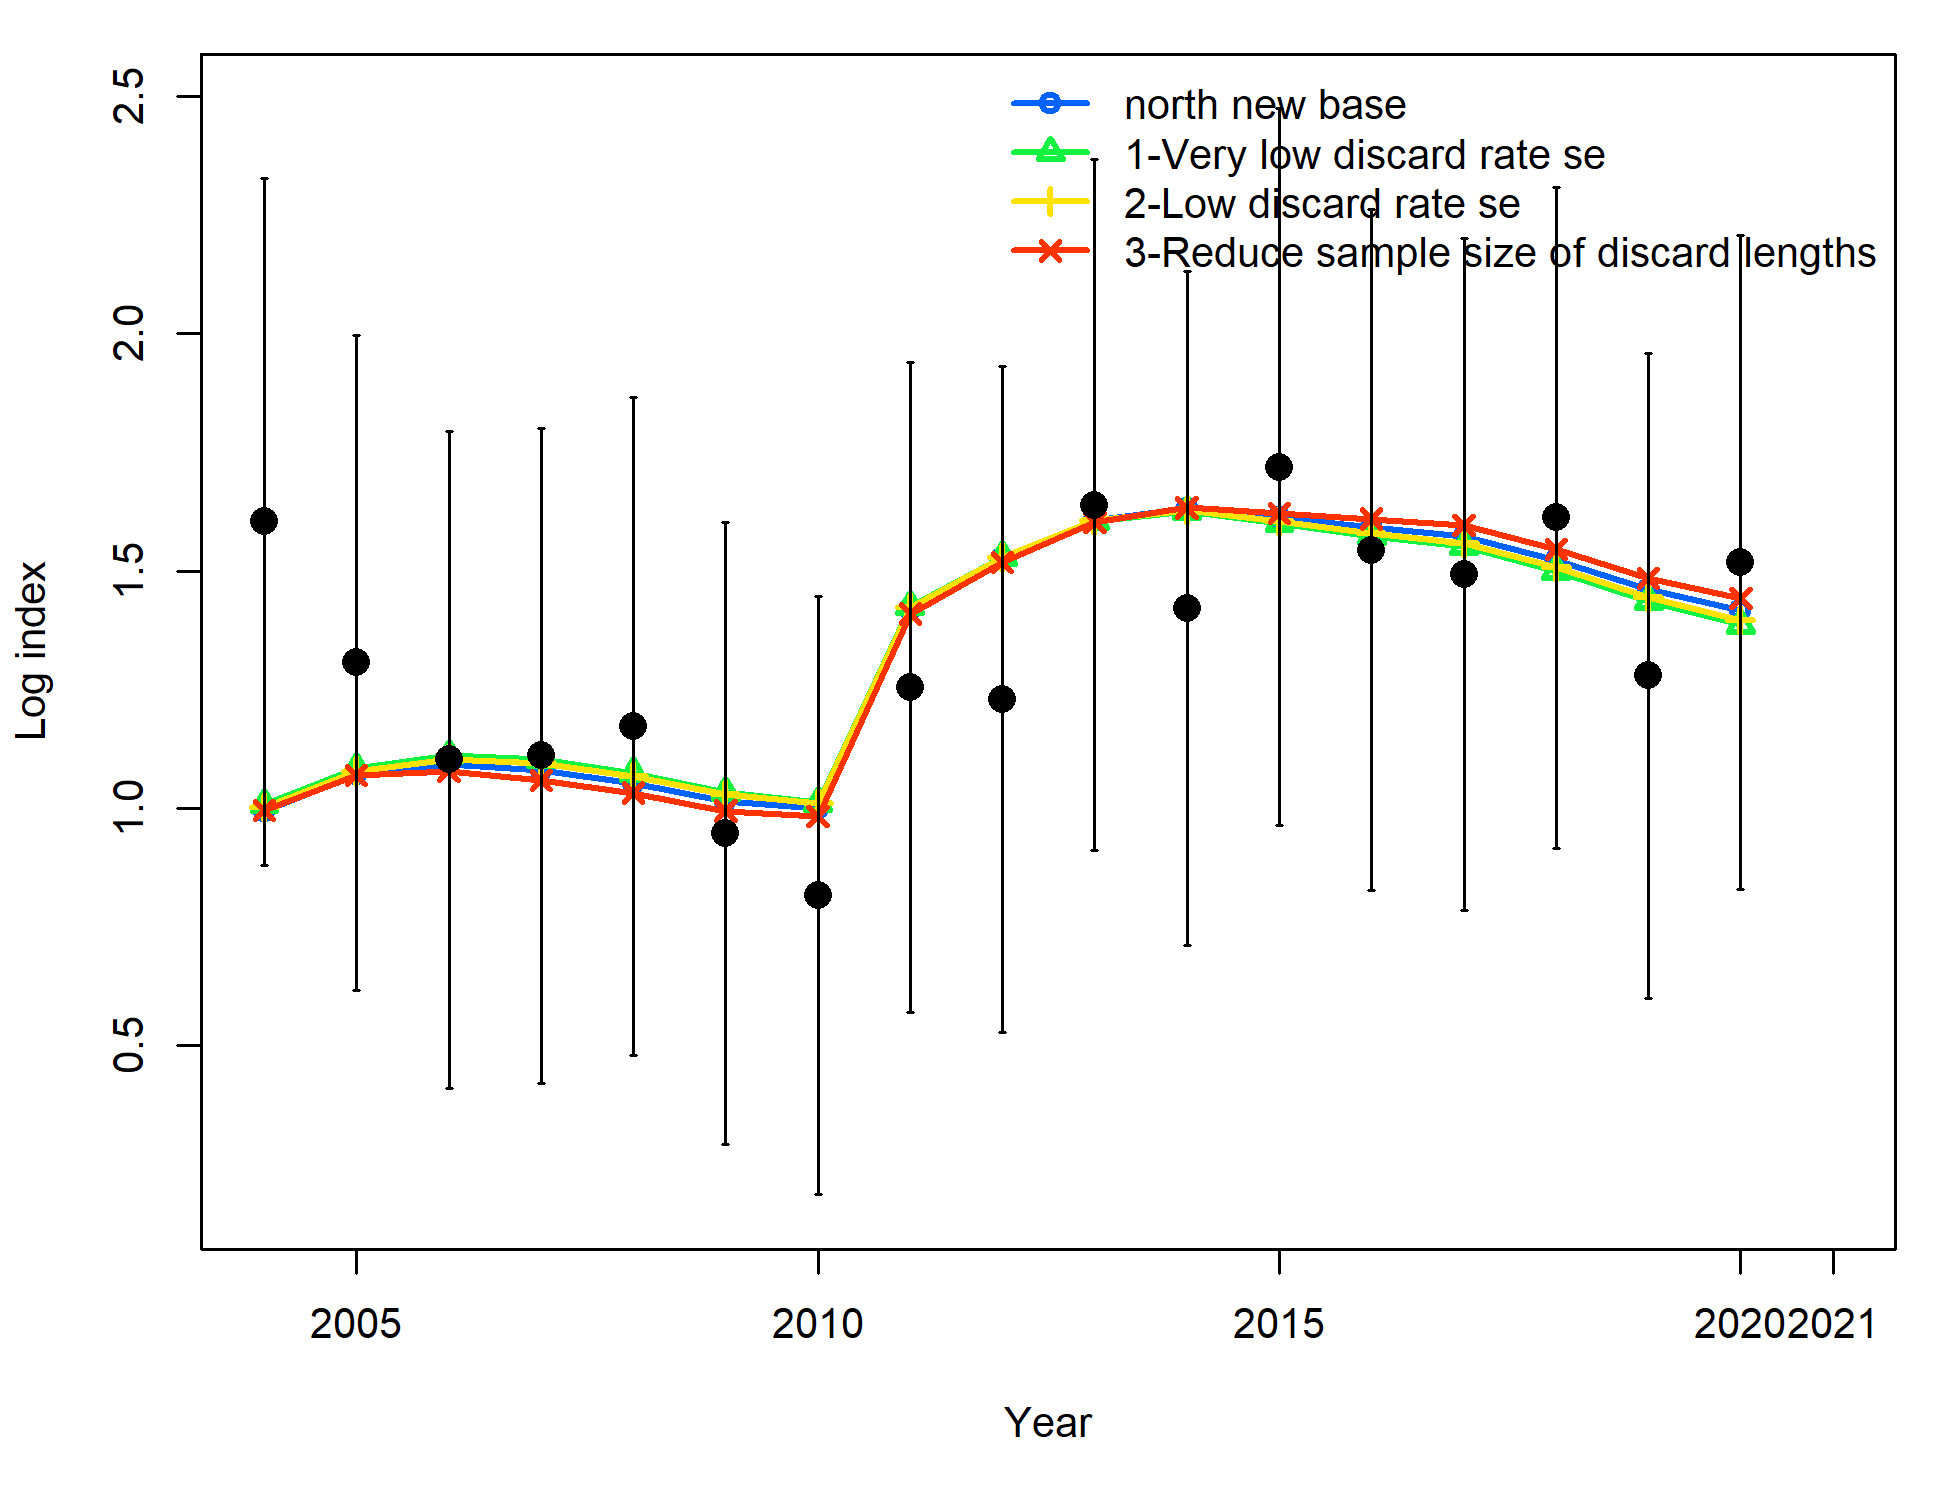 north new base
1-Very low discard rate se
2-Low discard rate se
3-Reduce sample size of discard lengths
2.5
2.0
1.5
1.0
0.5
Log index
2005 2010 2015 2020 2021
Year